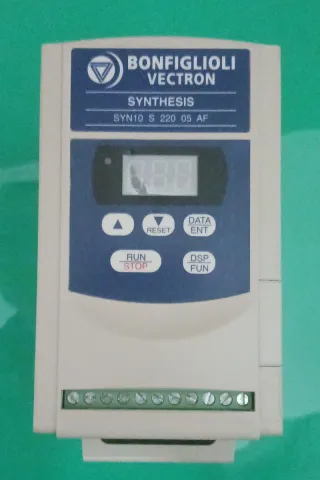 BONFIGLIOLI
VECTRON
SYNTHESIS
SYN10 S 220 05 AF
RESET
DATA
ENT
RUN
STOP
DSP
FUN